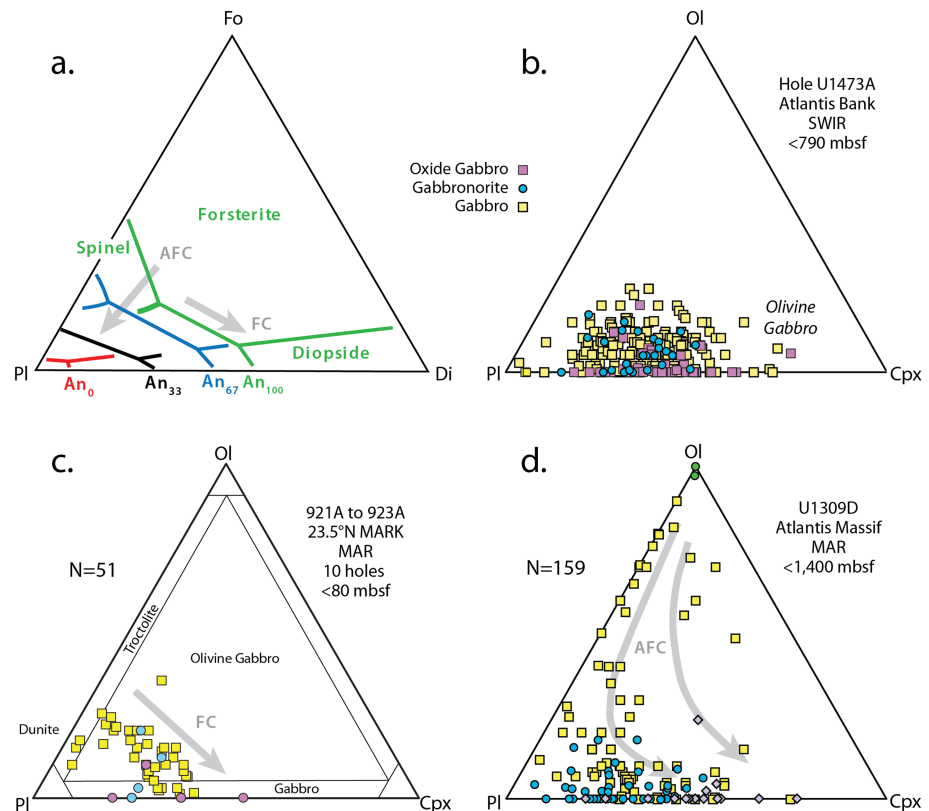 a.
Fo
Spinel
Forsterite
AFC
FC
Diopside
Pl
Di
An0
An33
An67
An100
b.
Ol
Hole U1473A
Atlantis Bank
SWIR
<790 mbsf
Oxide Gabbro
Gabbronorite
Gabbro
Olivine
Gabbro
Pl
Cpx
c.
Ol
921A to 923A
23.5°N MARK
MAR
10 holes
<80 mbsf
N=51
Troctolite
Olivine Gabbro
FC
Dunite
Gabbro
Pl
Cpx
d.
Ol
U1309D
Atlantis Massif
MAR
<1,400 mbsf
N=159
AFC
Pl
Cpx